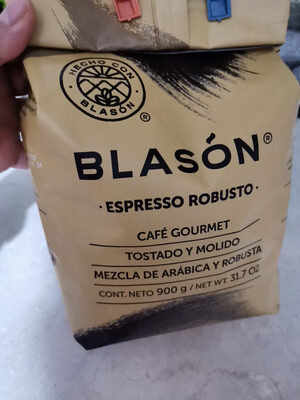 HECHO CON
BLASÓN
®
BLASÓN®
· ESPRESSO ROBUSTO ·
CAFÉ GOURMET
TOSTADO Y MOLIDO
MEZCLA DE ARÁBICA Y ROBUSTA
CONT. NETO 900 g / NET WT. 31.7 OZ